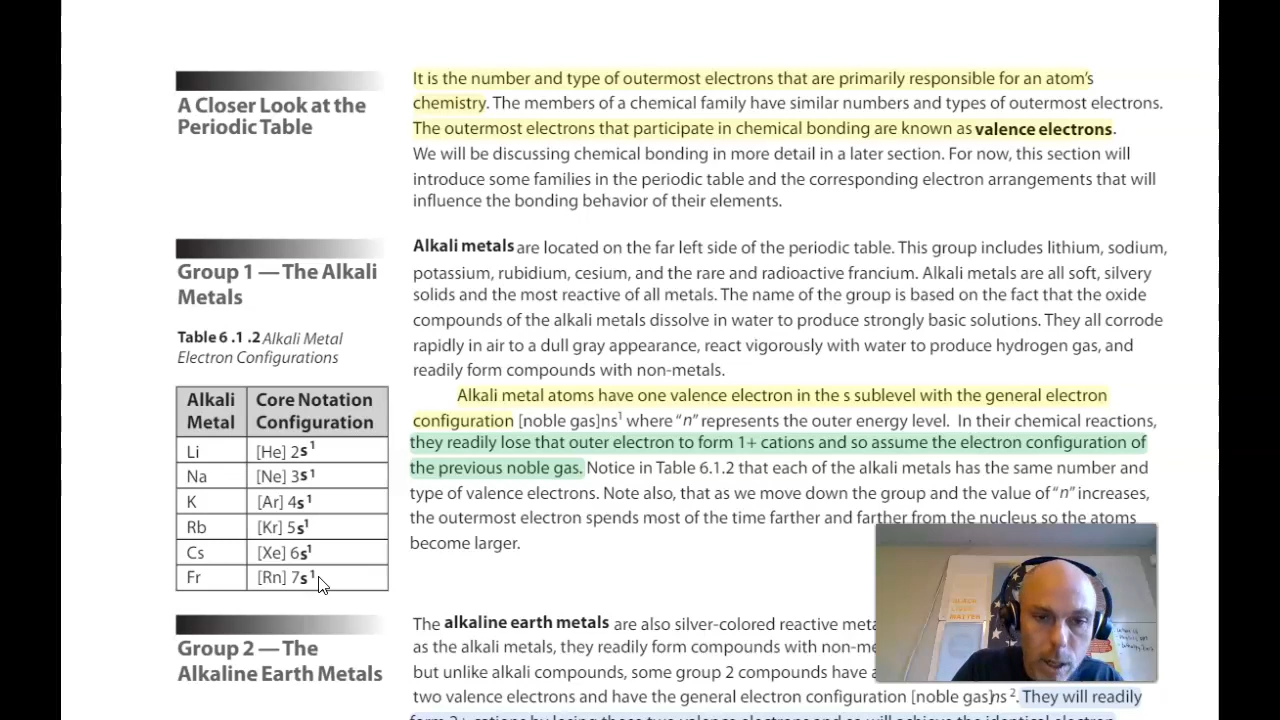 A Closer Look at the
Periodic Table
It is the number and type of outermost electrons that are primarily responsible for an atom's
chemistry. The members of a chemical family have similar numbers and types of outermost electrons.
The outermost electrons that participate in chemical bonding are known as valence electrons.
We will be discussing chemical bonding in more detail in a later section. For now, this section will
introduce some families in the periodic table and the corresponding electron arrangements that will
influence the bonding behavior of their elements.
Group 1 — The Alkali
Metals
Alkali metals are located on the far left side of the periodic table. This group includes lithium, sodium,
potassium, rubidium, cesium, and the rare and radioactive francium. Alkali metals are all soft, silvery
solids and the most reactive of all metals. The name of the group is based on the fact that the oxide
compounds of the alkali metals dissolve in water to produce strongly basic solutions. They all corrode
rapidly in air to a dull gray appearance, react vigorously with water to produce hydrogen gas, and
readily form compounds with non-metals.
Alkali metal atoms have one valence electron in the s sublevel with the general electron
configuration [noble gas]ns¹ where "n" represents the outer energy level. In their chemical reactions,
they readily lose that outer electron to form 1+ cations and so assume the electron configuration of
the previous noble gas. Notice in Table 6.1.2 that each of the alkali metals has the same number and
type of valence electrons. Note also, that as we move down the group and the value of "n" increases,
the outermost electron spends most of the time farther and farther from the nucleus so the atoms
become larger.
Table 6 .1 .2 Alkali Metal
Electron Configurations
Alkali Metal Core Notation Configuration
Li [He] 2s¹
Na [Ne] 3s¹
K [Ar] 4s¹
Rb [Kr] 5s¹
Cs [Xe] 6s¹
Fr [Rn] 7s¹
Group 2 — The
Alkaline Earth Metals
The alkaline earth metals are also silver-colored reactive
as the alkali metals, they readily form compounds with
but unlike alkali compounds, some group 2 compounds have
two valence electrons and have the general electron configuration [noble gas]ns². They will readily
form 2+ cations by losing those two valence electrons and so will achieve the identical electron
BLACK
LIVES
MATTER